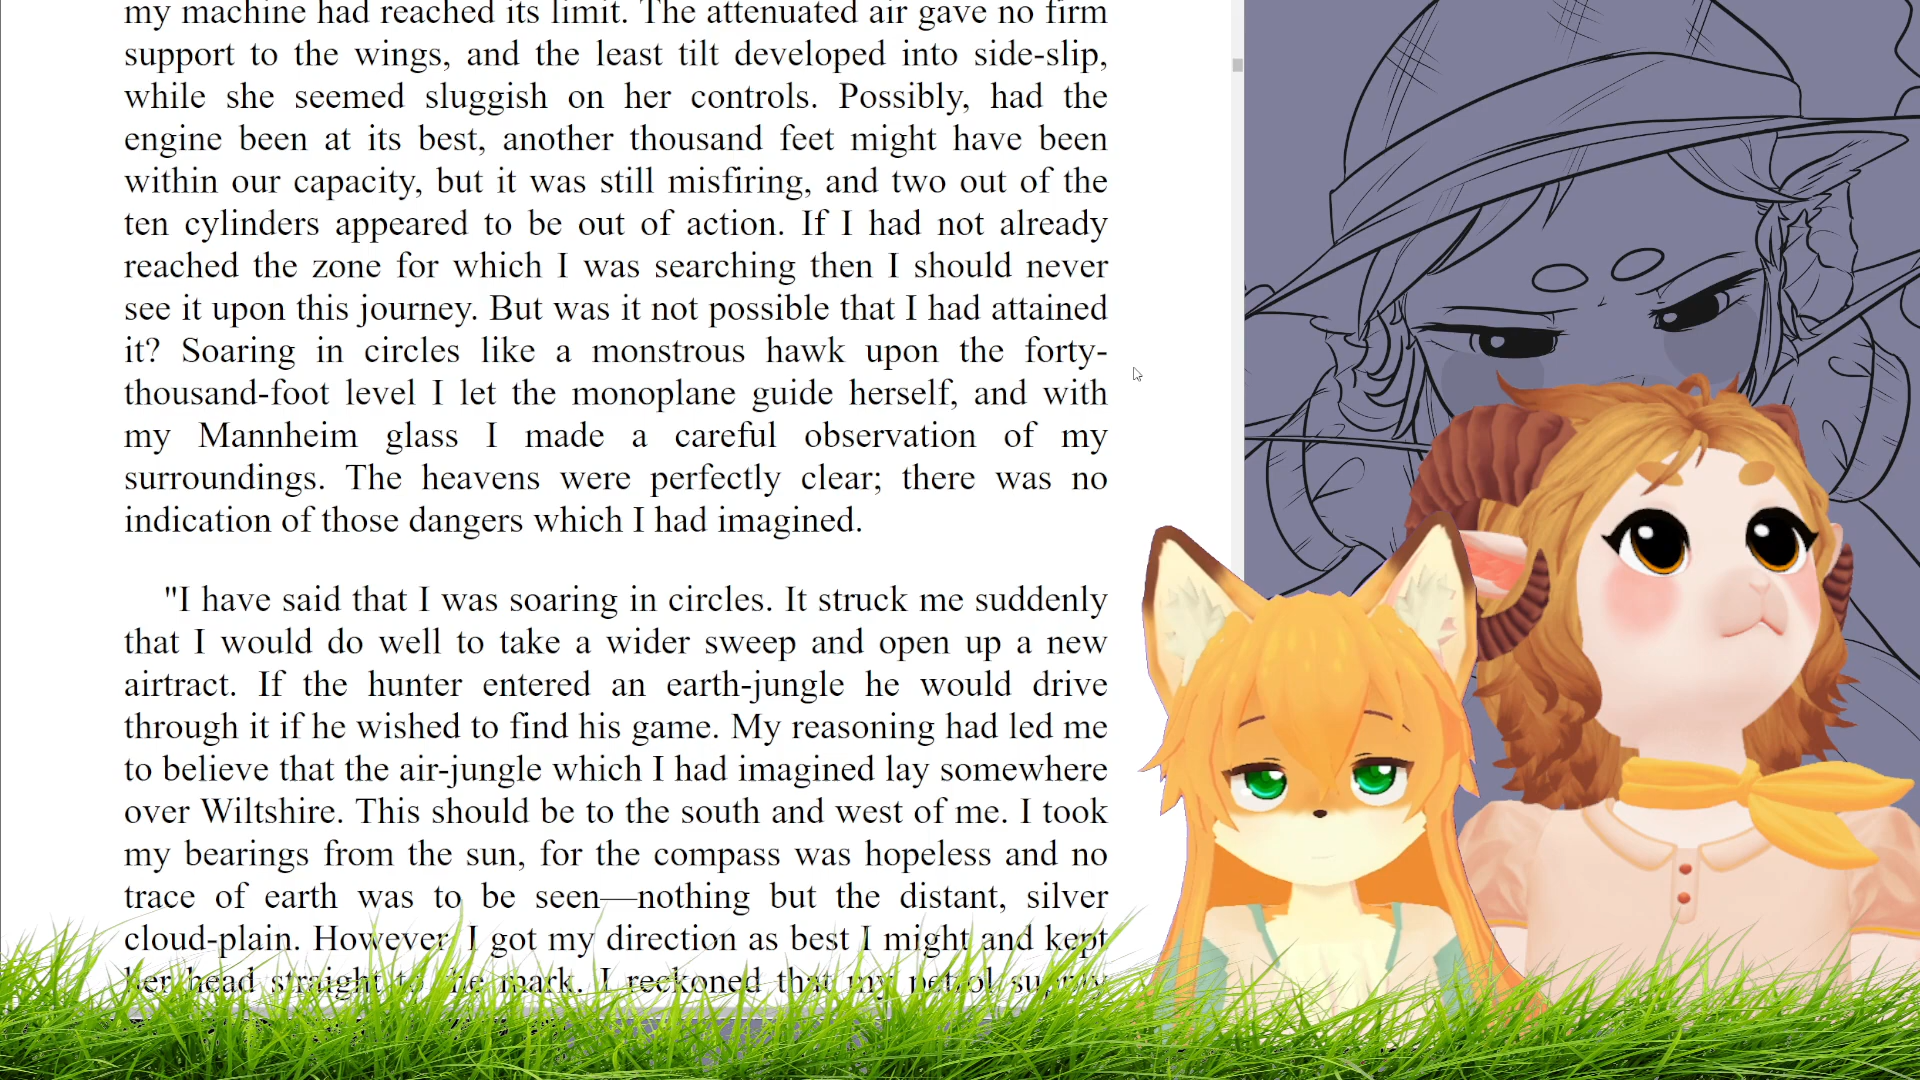 my machine had reached its limit. The attenuated air gave no firm
support to the wings, and the least tilt developed into side-slip,
while she seemed sluggish on her controls. Possibly, had the
engine been at its best, another thousand feet might have been
within our capacity, but it was still misfiring, and two out of the
ten cylinders appeared to be out of action. If I had not already
reached the zone for which I was searching then I should never
see it upon this journey. But was it not possible that I had attained
it? Soaring in circles like a monstrous hawk upon the forty-
thousand-foot level I let the monoplane guide herself, and with
my Mannheim glass I made a careful observation of my
surroundings. The heavens were perfectly clear; there was no
indication of those dangers which I had imagined.
"I have said that I was soaring in circles. It struck me suddenly
that I would do well to take a wider sweep and open up a new
airtract. If the hunter entered an earth-jungle he would drive
through it if he wished to find his game. My reasoning had led me
to believe that the air-jungle which I had imagined lay somewhere
over Wiltshire. This should be to the south and west of me. I took
my bearings from the sun, for the compass was hopeless and no
trace of earth was to be seen—nothing but the distant, silver
cloud-plain. However, I got my direction as best I might and kept
her head straight to the mark. I reckoned that my petrol supply